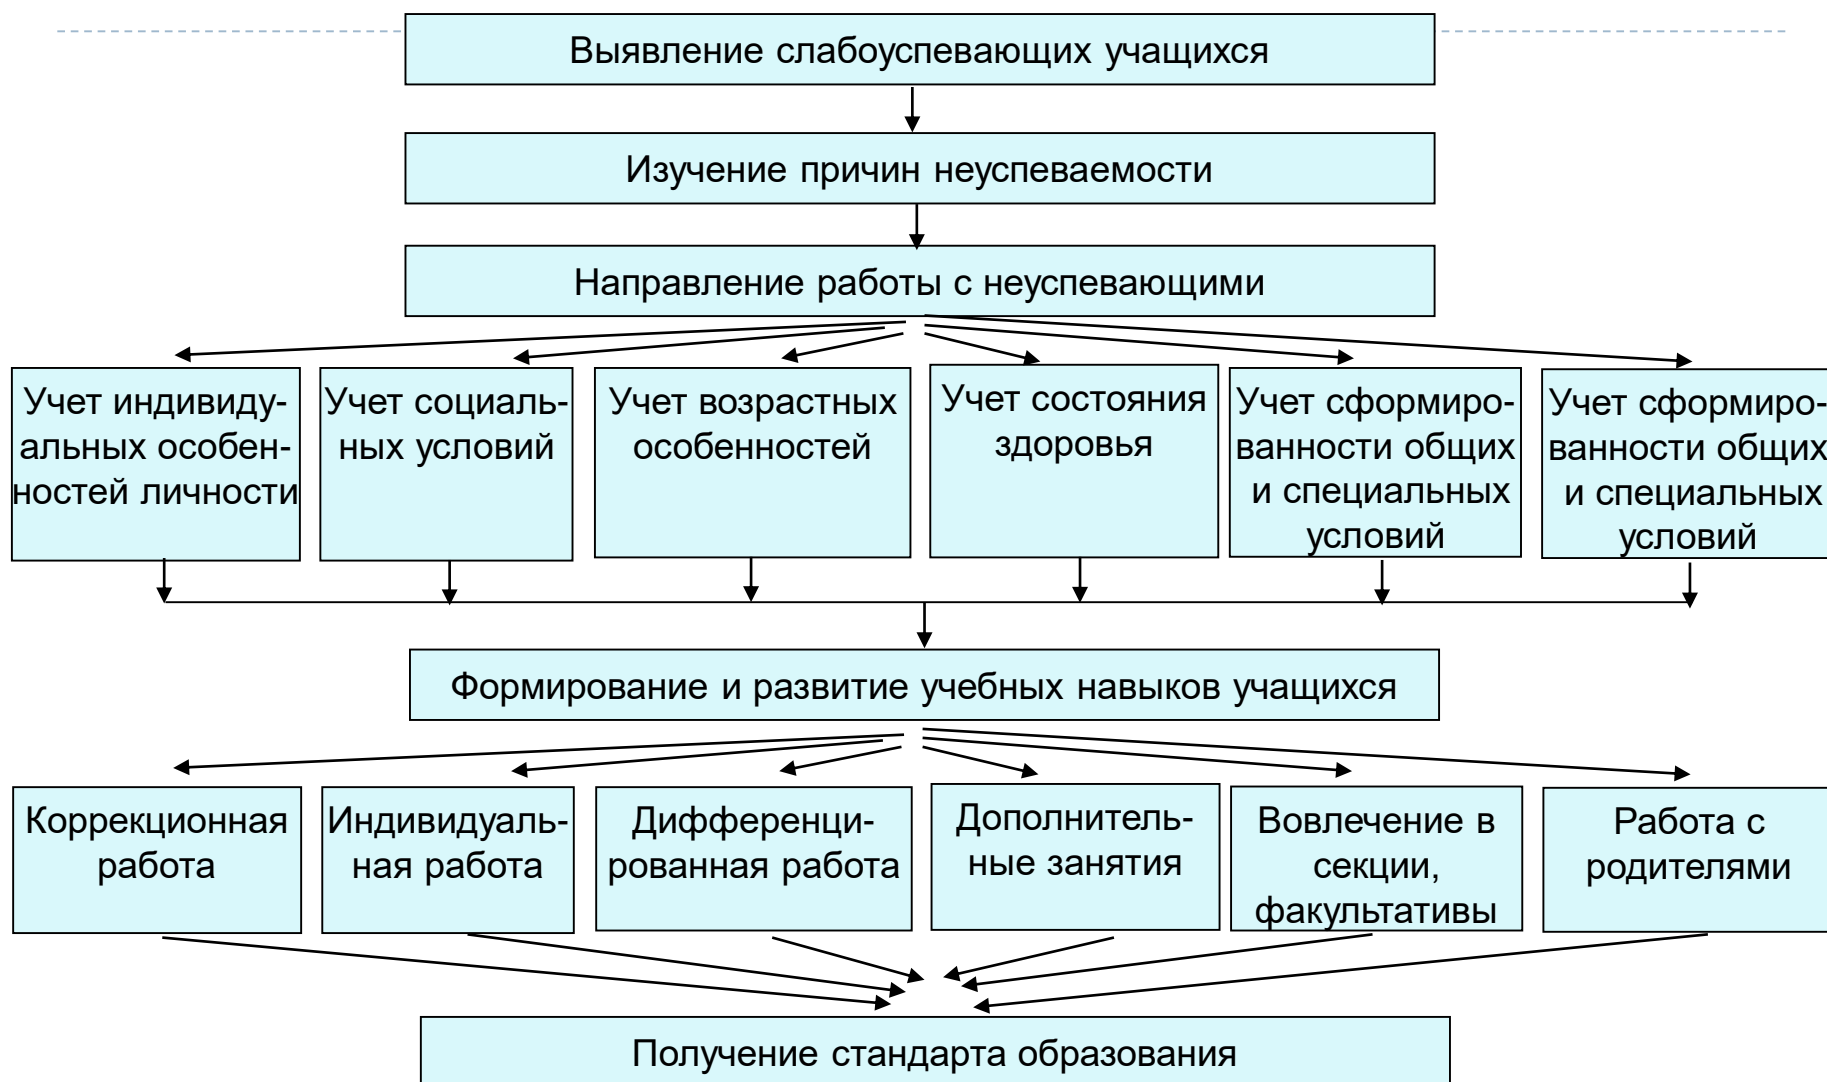 Выявление слабоуспевающих учащихся
Изучение причин неуспеваемости
Направление работы с неуспевающими
Учет индивиду-
альных особен-
ностей личности
Учет социаль-
ных условий
Учет возрастных
особенностей
Учет состояния
здоровья
Учет сформиро-
ванности общих
и специальных
условий
Учет сформиро-
ванности общих
и специальных
условий
Формирование и развитие учебных навыков учащихся
Коррекционная
работа
Индивидуаль-
ная работа
Дифференци-
рованная работа
Дополнитель-
ные занятия
Вовлечение в
секции,
факультативы
Работа с
родителями
Получение стандарта образования